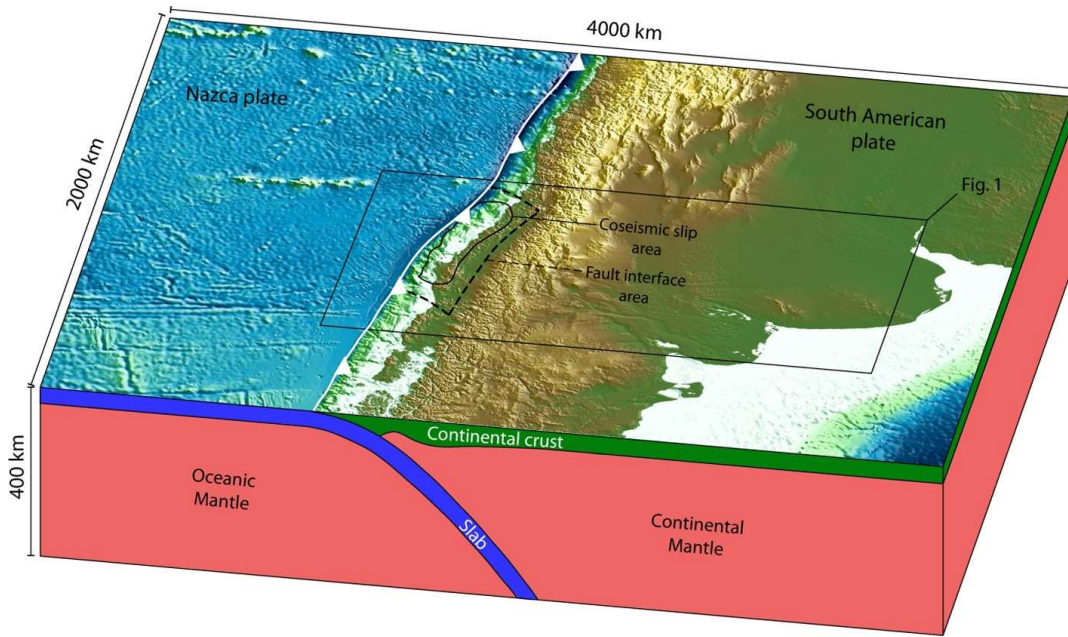 4000 km
Nazca plate
South American
plate
2000 km
Fig. 1
Coseismic slip
area
Fault interface
area
Continental crust
400 km
Oceanic
Mantle
Slab
Continental
Mantle